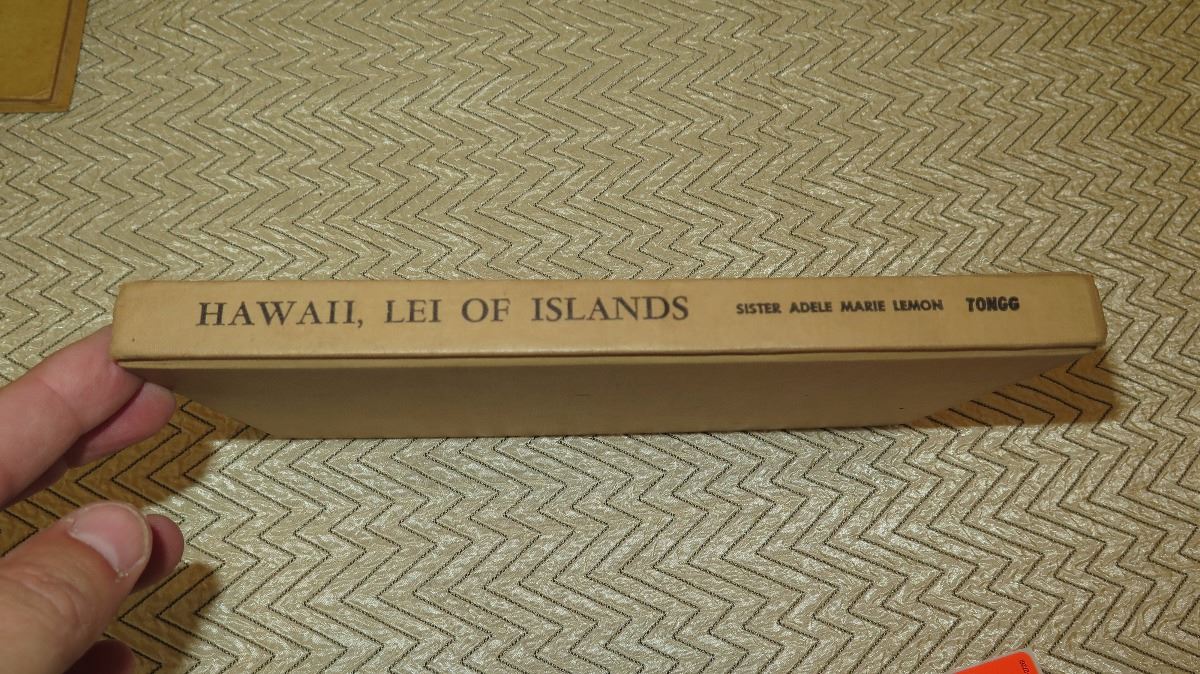 HAWAII, LEI OF ISLANDS SISTER ADELE MARIE LEMON TONGG